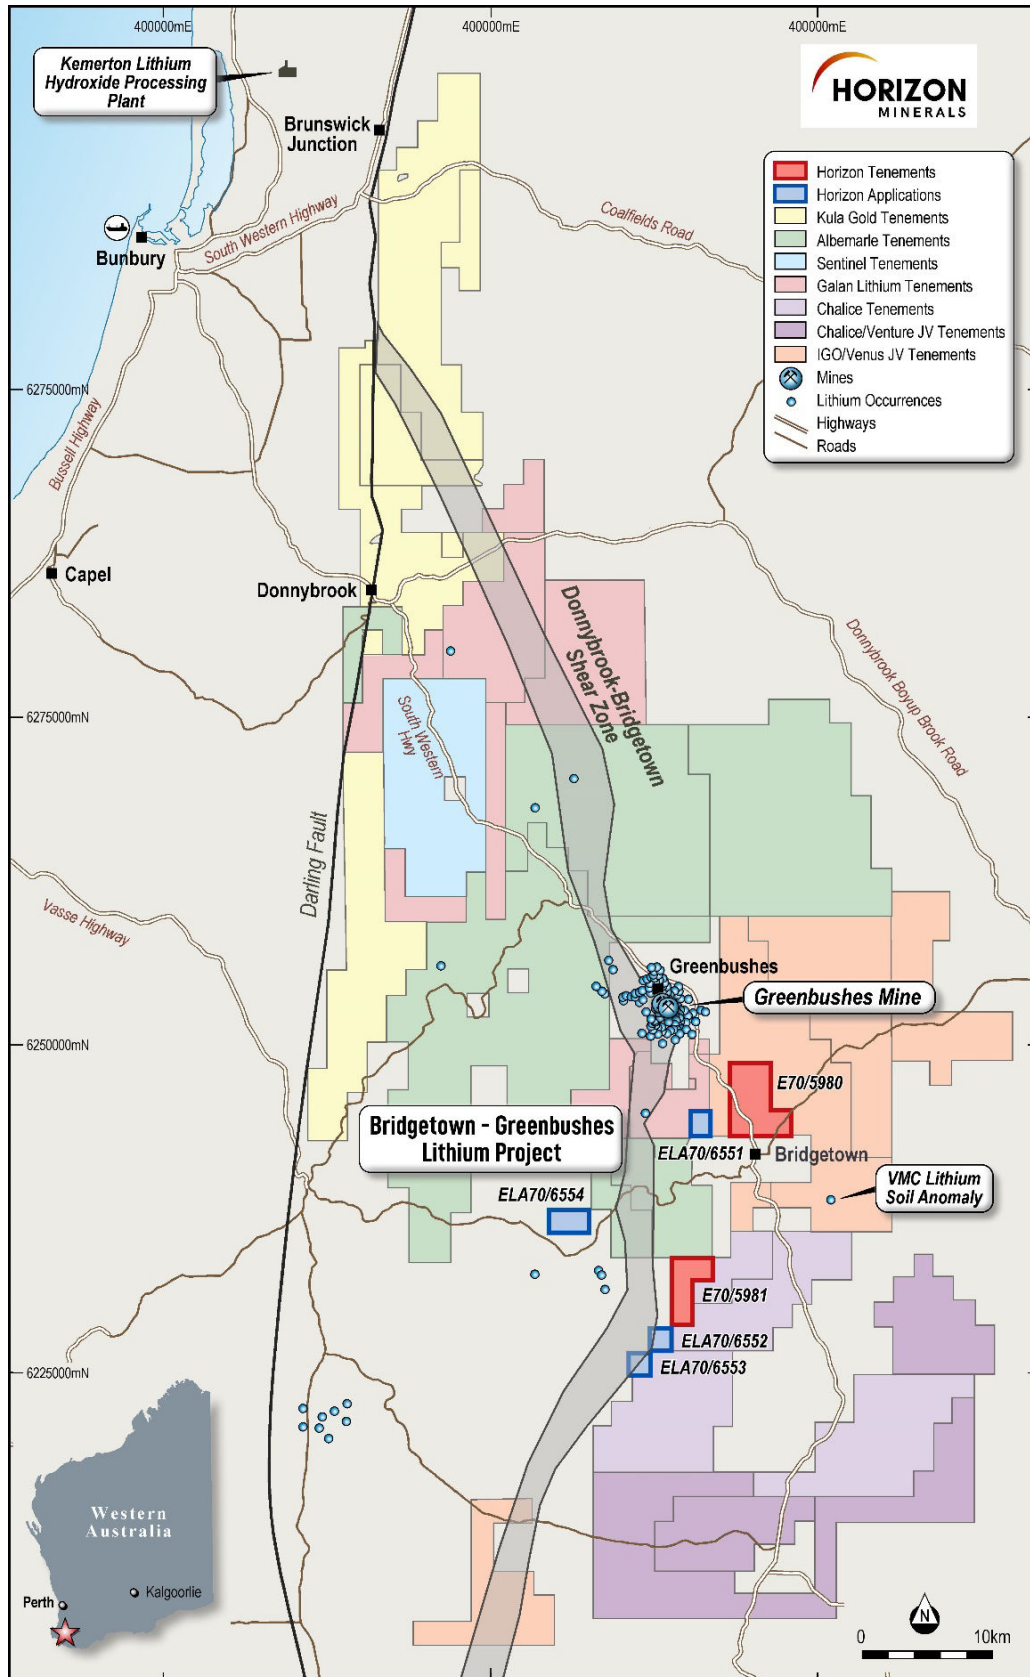 400000mE
400000mE
400000mE
Kemerton Lithium
Hydroxide Processing
Plant
HORIZON
MINERALS
Brunswick
Junction
Horizon Tenements
Horizon Applications
Kula Gold Tenements
Albemarle Tenements
Sentinel Tenements
Galan Lithium Tenements
Chalice Tenements
Chalice/Venture JV Tenements
IGO/Venus JV Tenements
Mines
Lithium Occurrences
Highways
Roads
Coalfields Road
South Western Highway
Bunbury
6275000mN
Bussell Highway
Capel
Donnybrook
Donnybrook-Bridgetown
Shear Zone
Donnybrook Boyup Brook Road
6275000mN
South Western
Hwy
Darling Fault
Vasse Highway
Greenbushes
Greenbushes Mine
6250000mN
E70/5980
Bridgetown - Greenbushes
Lithium Project
ELA70/6551
Bridgetown
VMC Lithium
Soil Anomaly
ELA70/6554
E70/5981
ELA70/6552
ELA70/6553
6225000mN
Western
Australia
Perth
Kalgoorlie
N
0
10km